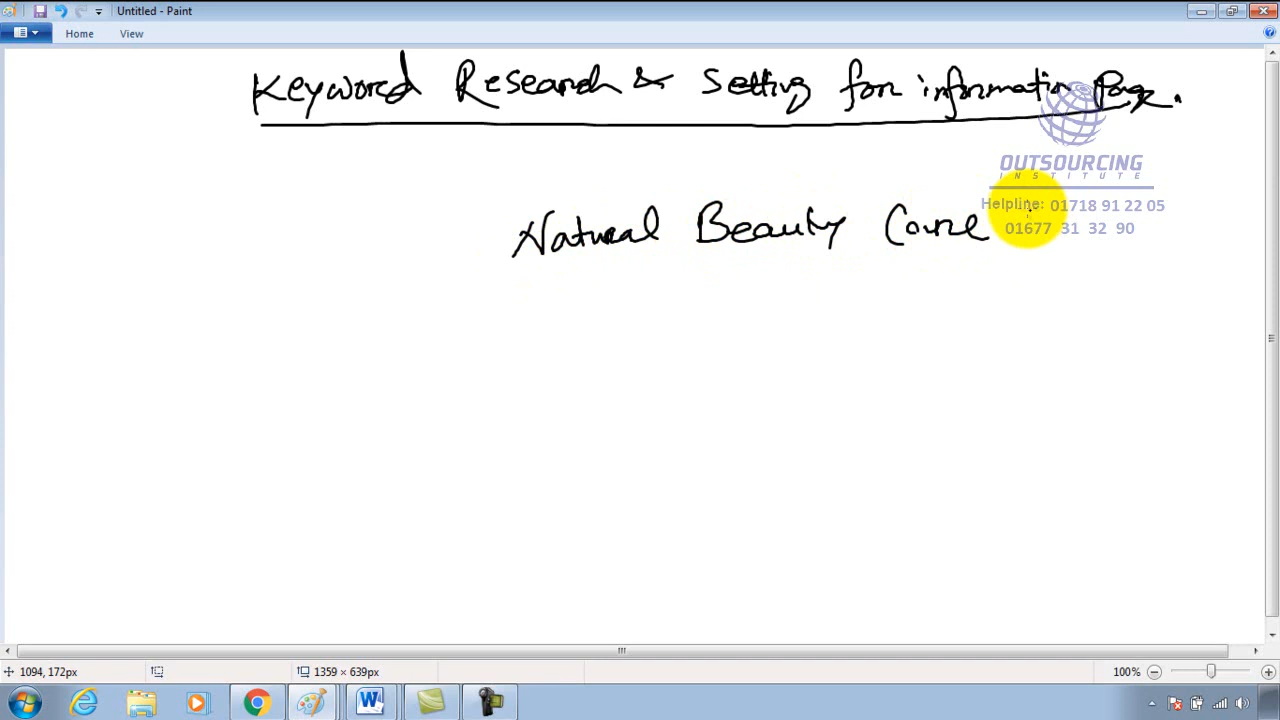 Untitled - Paint
Home View
Keyword Research & Setting for information Page.
OUTSOURCING
INSTITUTE
Helpline: 01718 91 22 05
01677 31 32 90
Natural Beauty
1094, 172px
1359 × 639px
100%